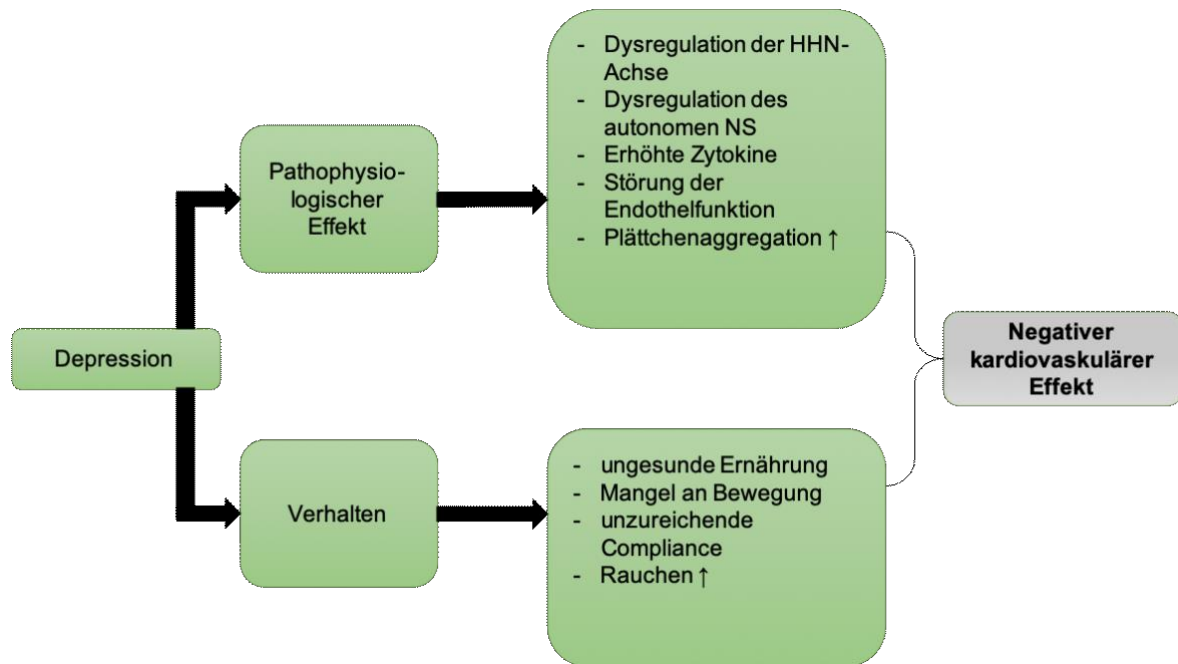 Depression
Pathophysio-
logischer
Effekt
- Dysregulation der HHN-
Achse
- Dysregulation des
autonomen NS
- Erhöhte Zytokine
- Störung der
Endothelfunktion
- Plättchenaggregation ↑
Verhalten
- ungesunde Ernährung
- Mangel an Bewegung
- unzureichende
Compliance
- Rauchen ↑
Negativer
kardiovaskulärer
Effekt